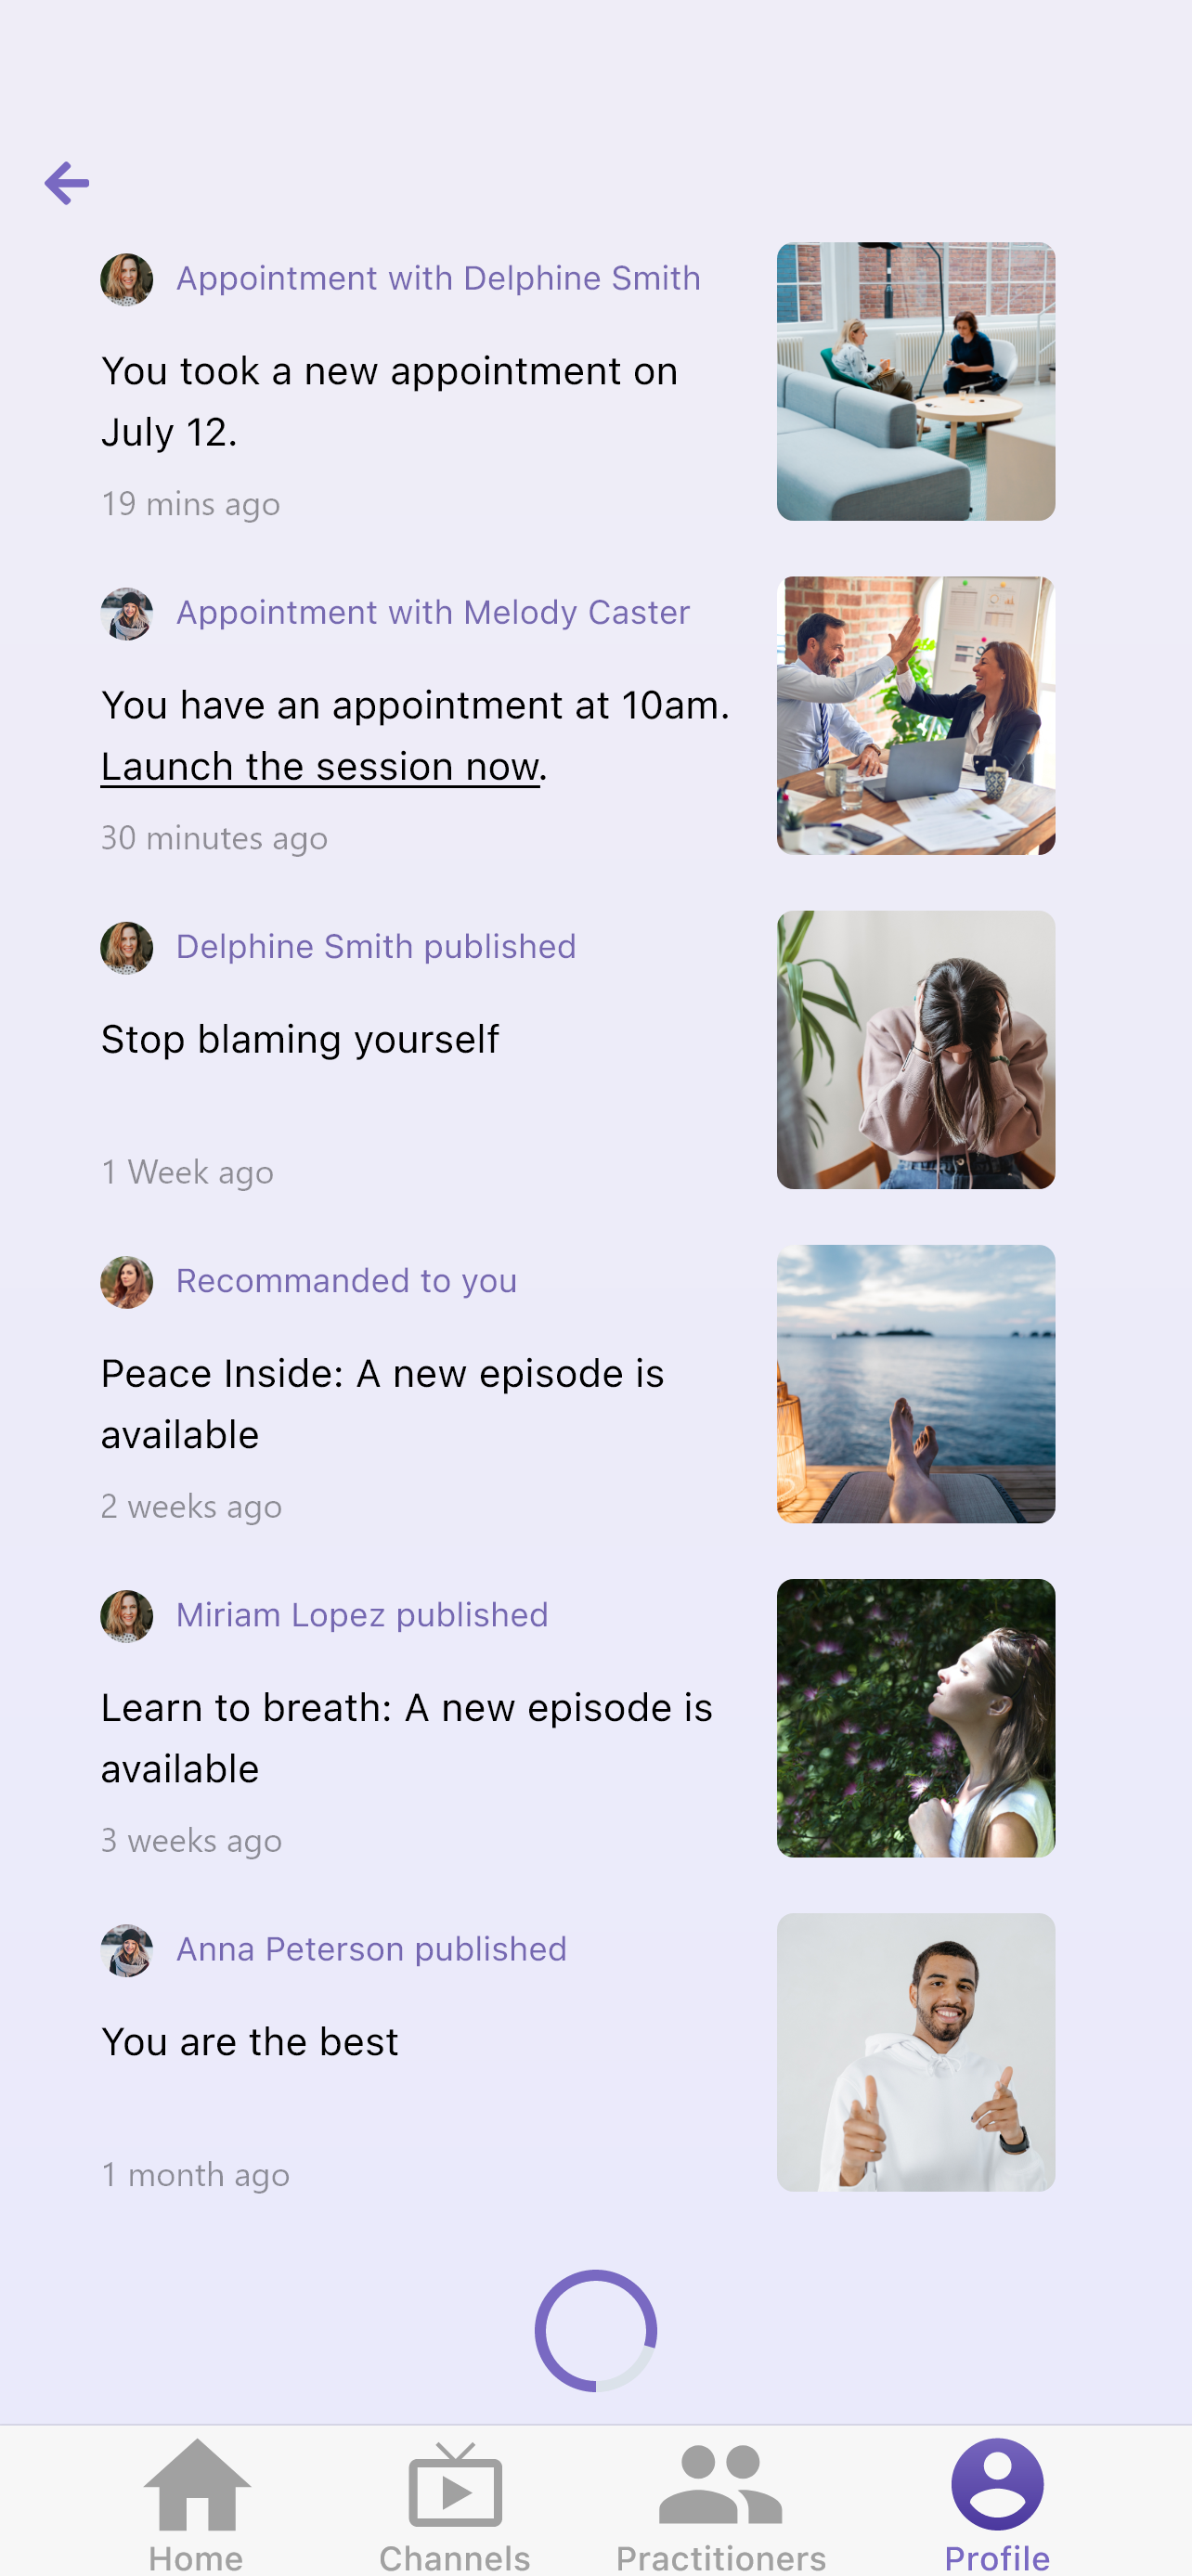 Appointment with Delphine Smith
You took a new appointment on
July 12.
19 mins ago
Appointment with Melody Caster
You have an appointment at 10am.
Launch the session now.
30 minutes ago
Delphine Smith published
Stop blaming yourself
1 Week ago
Recommanded to you
Peace Inside: A new episode is
available
2 weeks ago
Miriam Lopez published
Learn to breath: A new episode is
available
3 weeks ago
Anna Peterson published
You are the best
1 month ago
Home
Channels
Practitioners
Profile